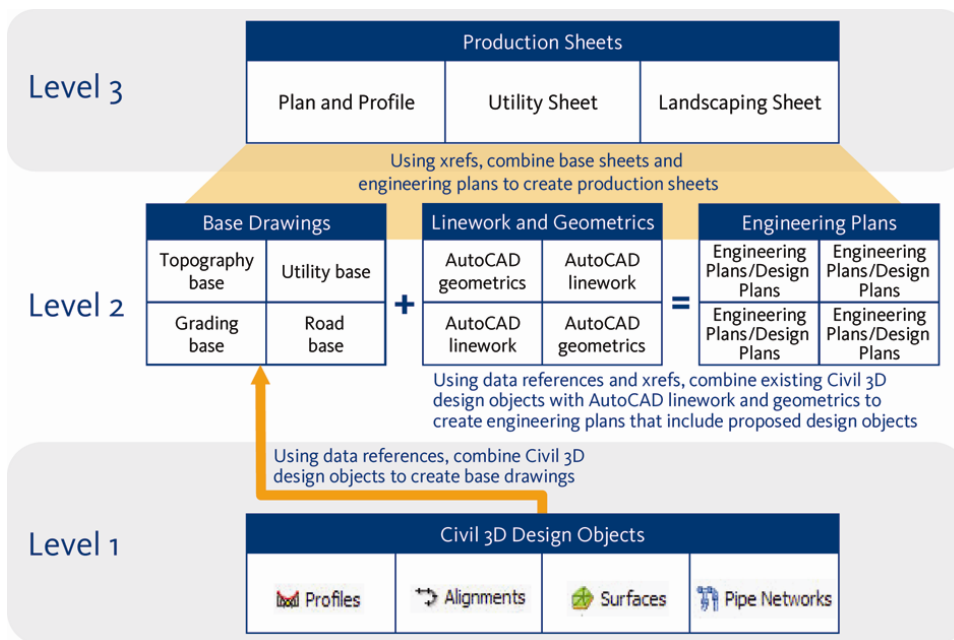 Production Sheets
Level 3
Plan and Profile
Utility Sheet
Landscaping Sheet
Using xrefs, combine base sheets and
engineering plans to create production sheets
Level 2
Base Drawings
Topography
base
Utility base
Grading
base
Road
base
+
Linework and Geometrics
AutoCAD
geometrics
AutoCAD
linework
AutoCAD
linework
AutoCAD
geometrics
=
Engineering Plans
Engineering
Plans/Design
Plans
Engineering
Plans/Design
Plans
Engineering
Plans/Design
Plans
Engineering
Plans/Design
Plans
Using data references and xrefs, combine existing Civil 3D
design objects with AutoCAD linework and geometrics to
create engineering plans that include proposed design objects
Using data references, combine Civil 3D
design objects to create base drawings
Level 1
Civil 3D Design Objects
Profiles
Alignments
Surfaces
Pipe Networks